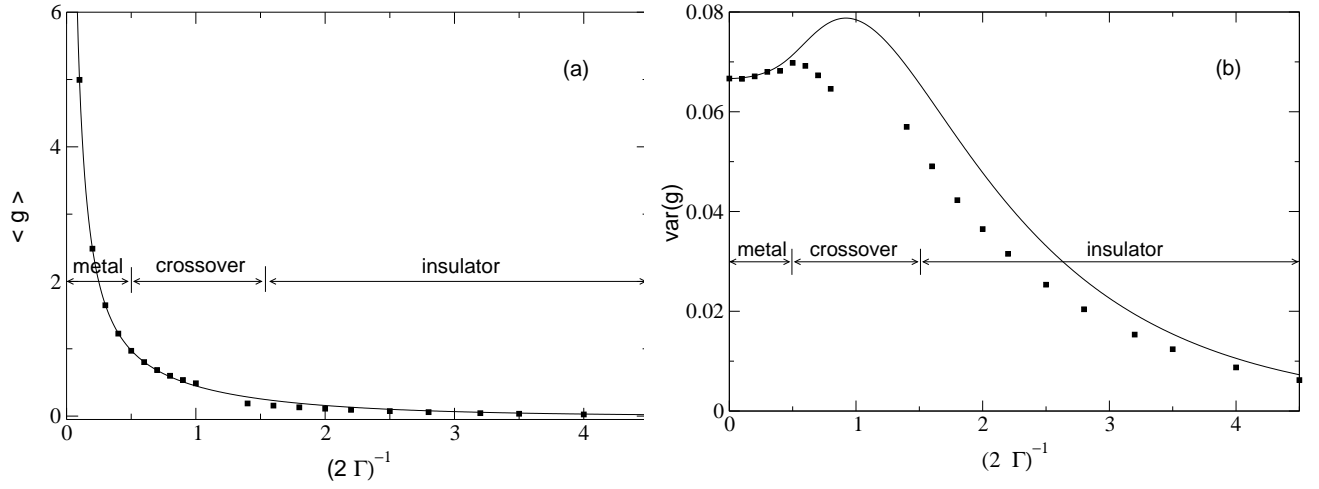 6
(a)
4
< g >
metal
crossover
insulator
2
0
0
1
2
3
4
(2 Γ)⁻¹
0.08
(b)
0.06
var(g)
0.04
metal
crossover
insulator
0.02
0
0
1
2
3
4
(2 Γ)⁻¹